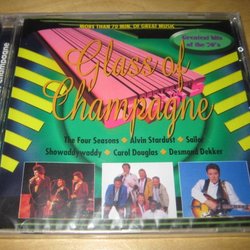 MORE THAN 70 MIN. OF GREAT MUSIC
Greatest hits
of the 70's
Glass of
Champagne
The Four Seasons • Alvin Stardust • Sailor
Showaddywaddy • Carol Douglas • Desmond Dekker